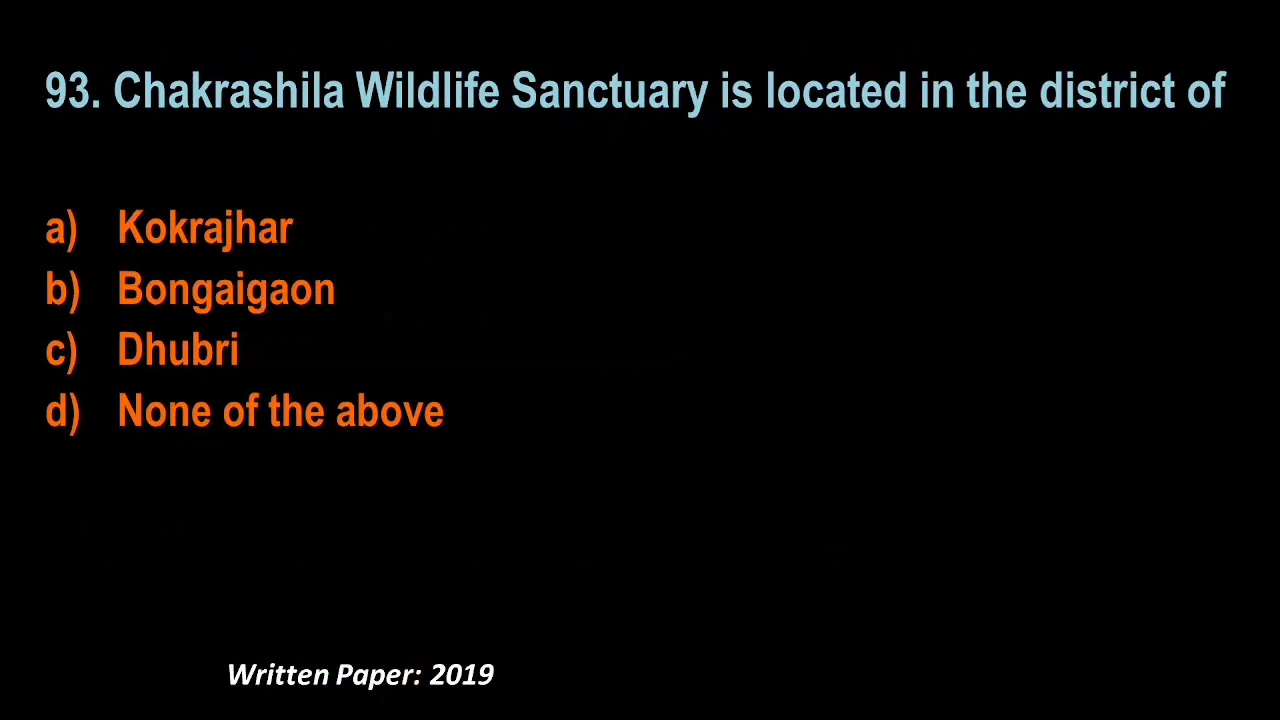 93. Chakrashila Wildlife Sanctuary is located in the district of
a) Kokrajhar
b) Bongaigaon
c) Dhubri
d) None of the above
Written Paper: 2019